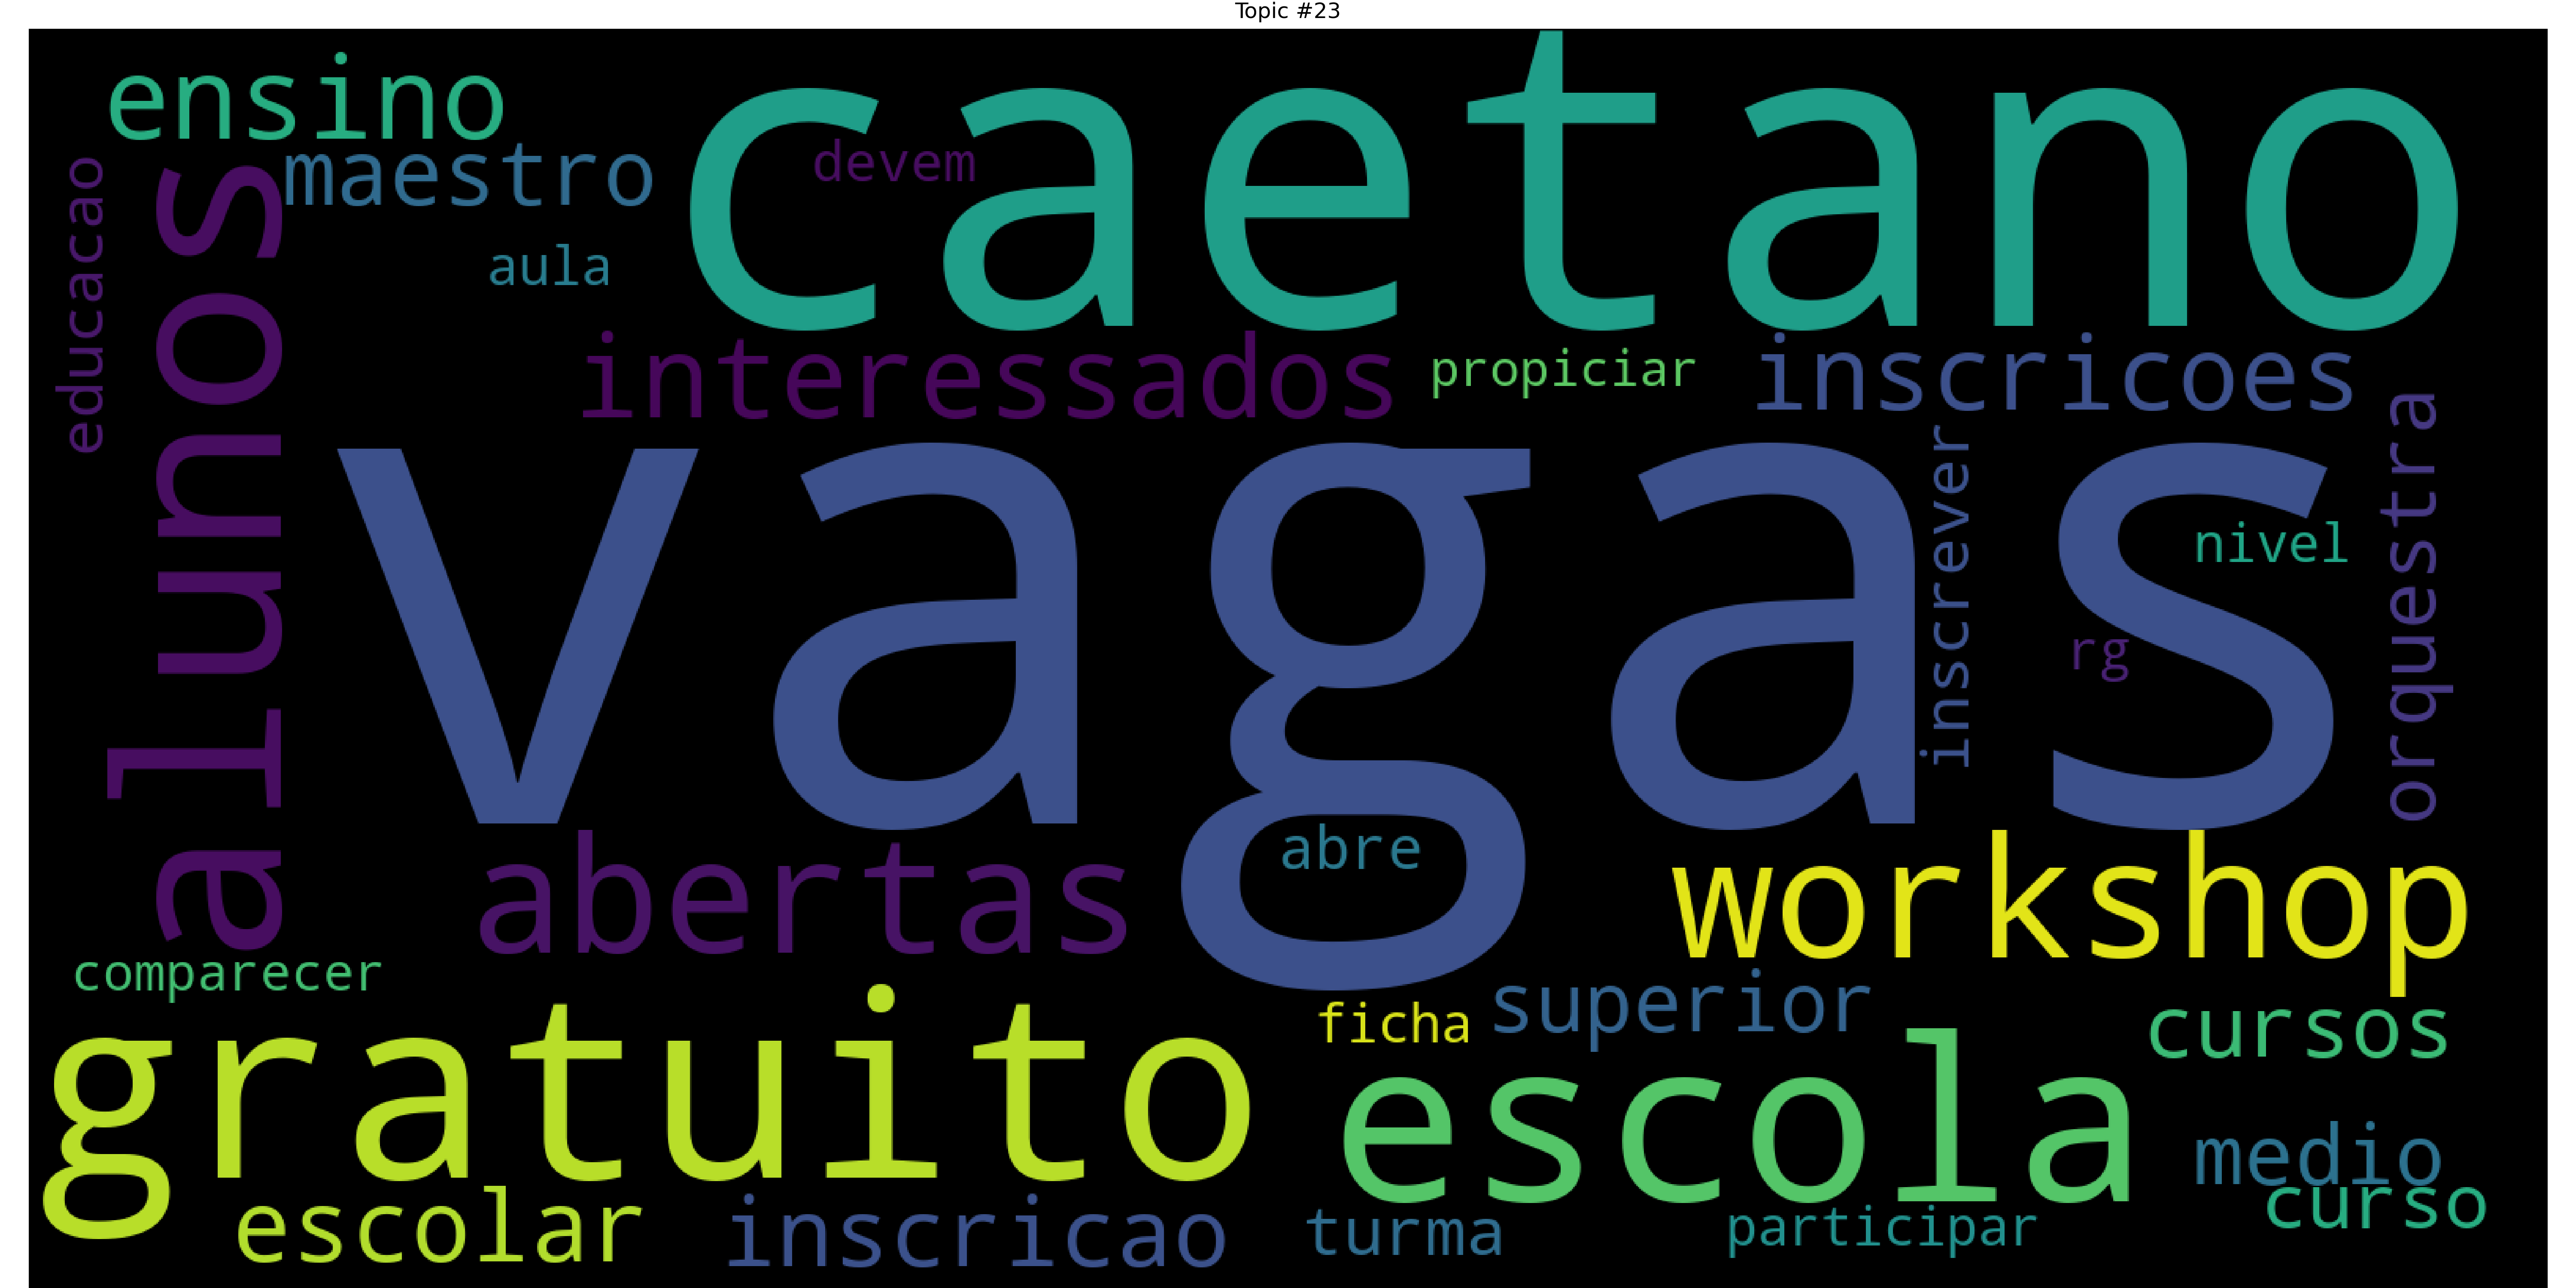 Topic #23
ensino
caetano
maestro
devem
educacao
alunos
aula
interessados
propiciar
inscricoes
vagas
inscrever
nivel
orquestra
rg
abertas
abre
workshop
comparecer
gratuito
ficha
superior
cursos
escola
medio
curso
escolar
inscricao
turma
participar